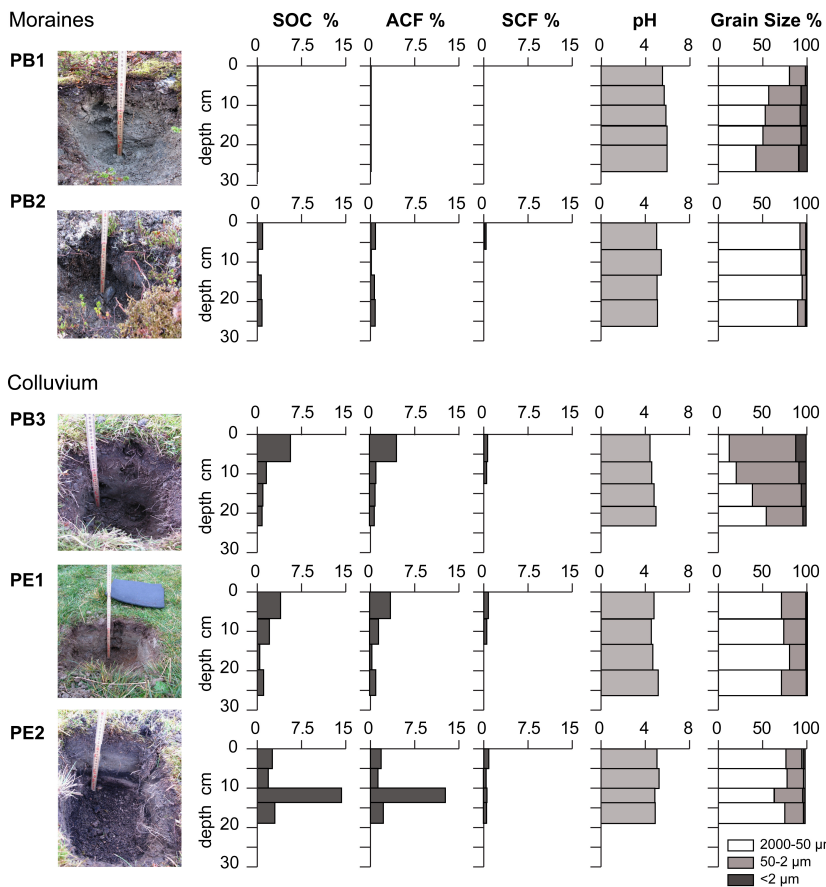 Moraines SOC % ACF % SCF % pH Grain Size %
PB1 0 7.5 15 0 7.5 15 0 7.5 15 0 4 8 0 50 100
0
10
20
30
depth cm
PB2 0 7.5 15 0 7.5 15 0 7.5 15 0 4 8 0 50 100
0
10
20
30
depth cm
Colluvium
PB3 0 7.5 15 0 7.5 15 0 7.5 15 0 4 8 0 50 100
0
10
20
30
depth cm
PE1 0 7.5 15 0 7.5 15 0 7.5 15 0 4 8 0 50 100
0
10
20
30
depth cm
PE2 0 7.5 15 0 7.5 15 0 7.5 15 0 4 8 0 50 100
0
10
20
30
depth cm
2000-50 μm
50-2 μm
<2 μm